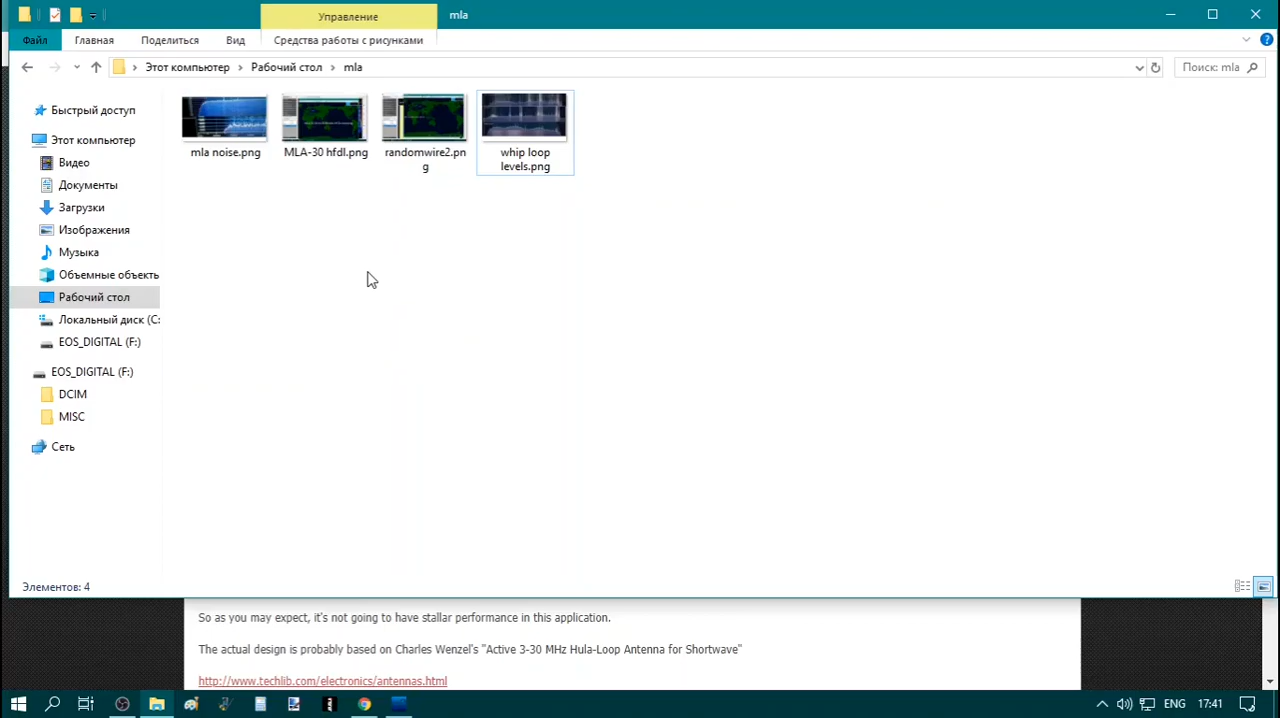 Управление
mla
Файл
Главная
Поделиться
Вид
Средства работы с рисунками
Этот компьютер
Рабочий стол
mla
Поиск: mla
Быстрый доступ
Этот компьютер
Видео
Документы
Загрузки
Изображения
Музыка
Объемные объекть
Рабочий стол
Локальный диск (C:
EOS_DIGITAL (F:)
EOS_DIGITAL (F:)
DCIM
MISC
Сеть
mla noise.png
MLA-30 hfdl.png
randomwire2.pn
g
whip loop
levels.png
Элементов: 4
So as you may expect, it's not going to have stallar performance in this application.
The actual design is probably based on Charles Wenzel's "Active 3-30 MHz Hula-Loop Antenna for Shortwave"
http://www.techlib.com/electronics/antennas.html
ENG
17:41